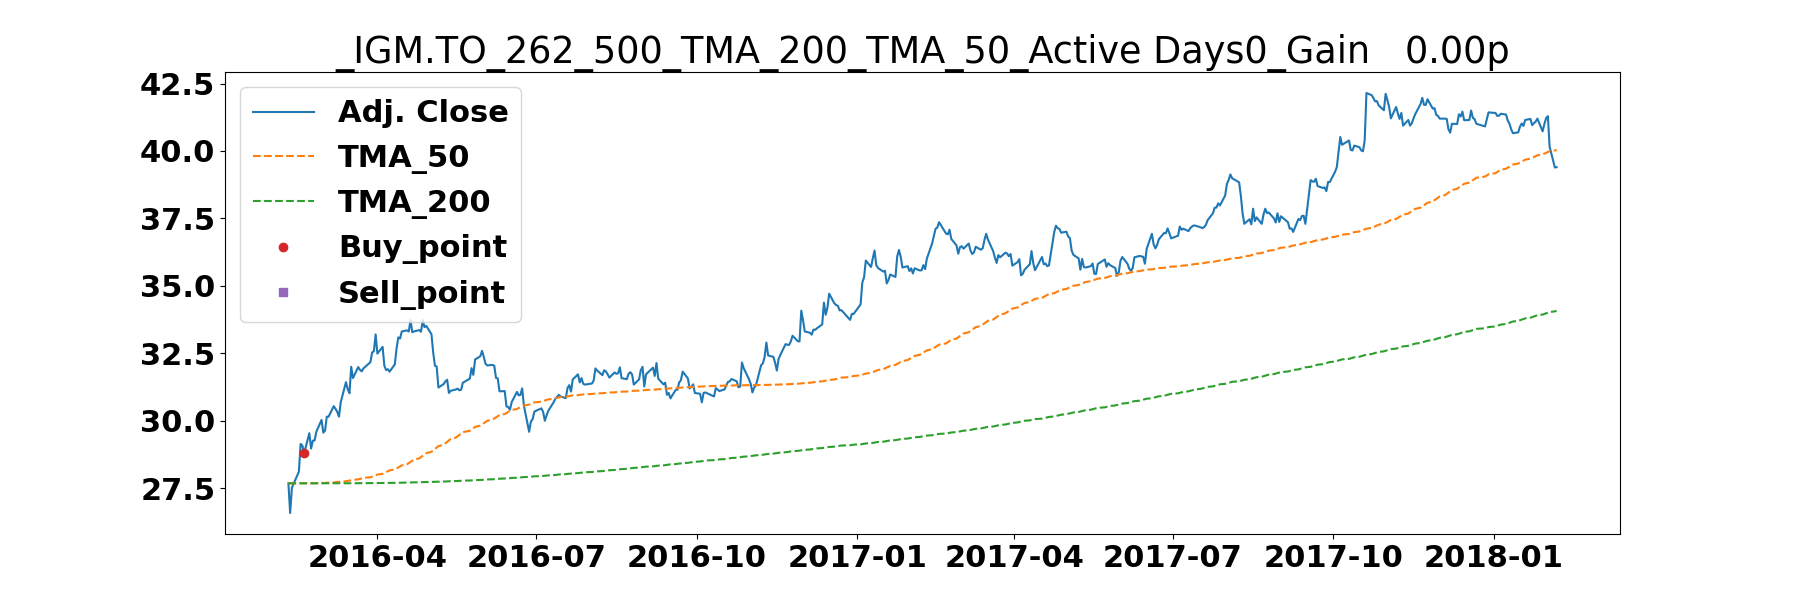 _IGM.TO_262_500_TMA_200_TMA_50_Active Days0_Gain   0.00p
42.5
40.0
37.5
35.0
32.5
30.0
27.5
Adj. Close
TMA_50
TMA_200
Buy_point
Sell_point
2016-04 2016-07 2016-10 2017-01 2017-04 2017-07 2017-10 2018-01